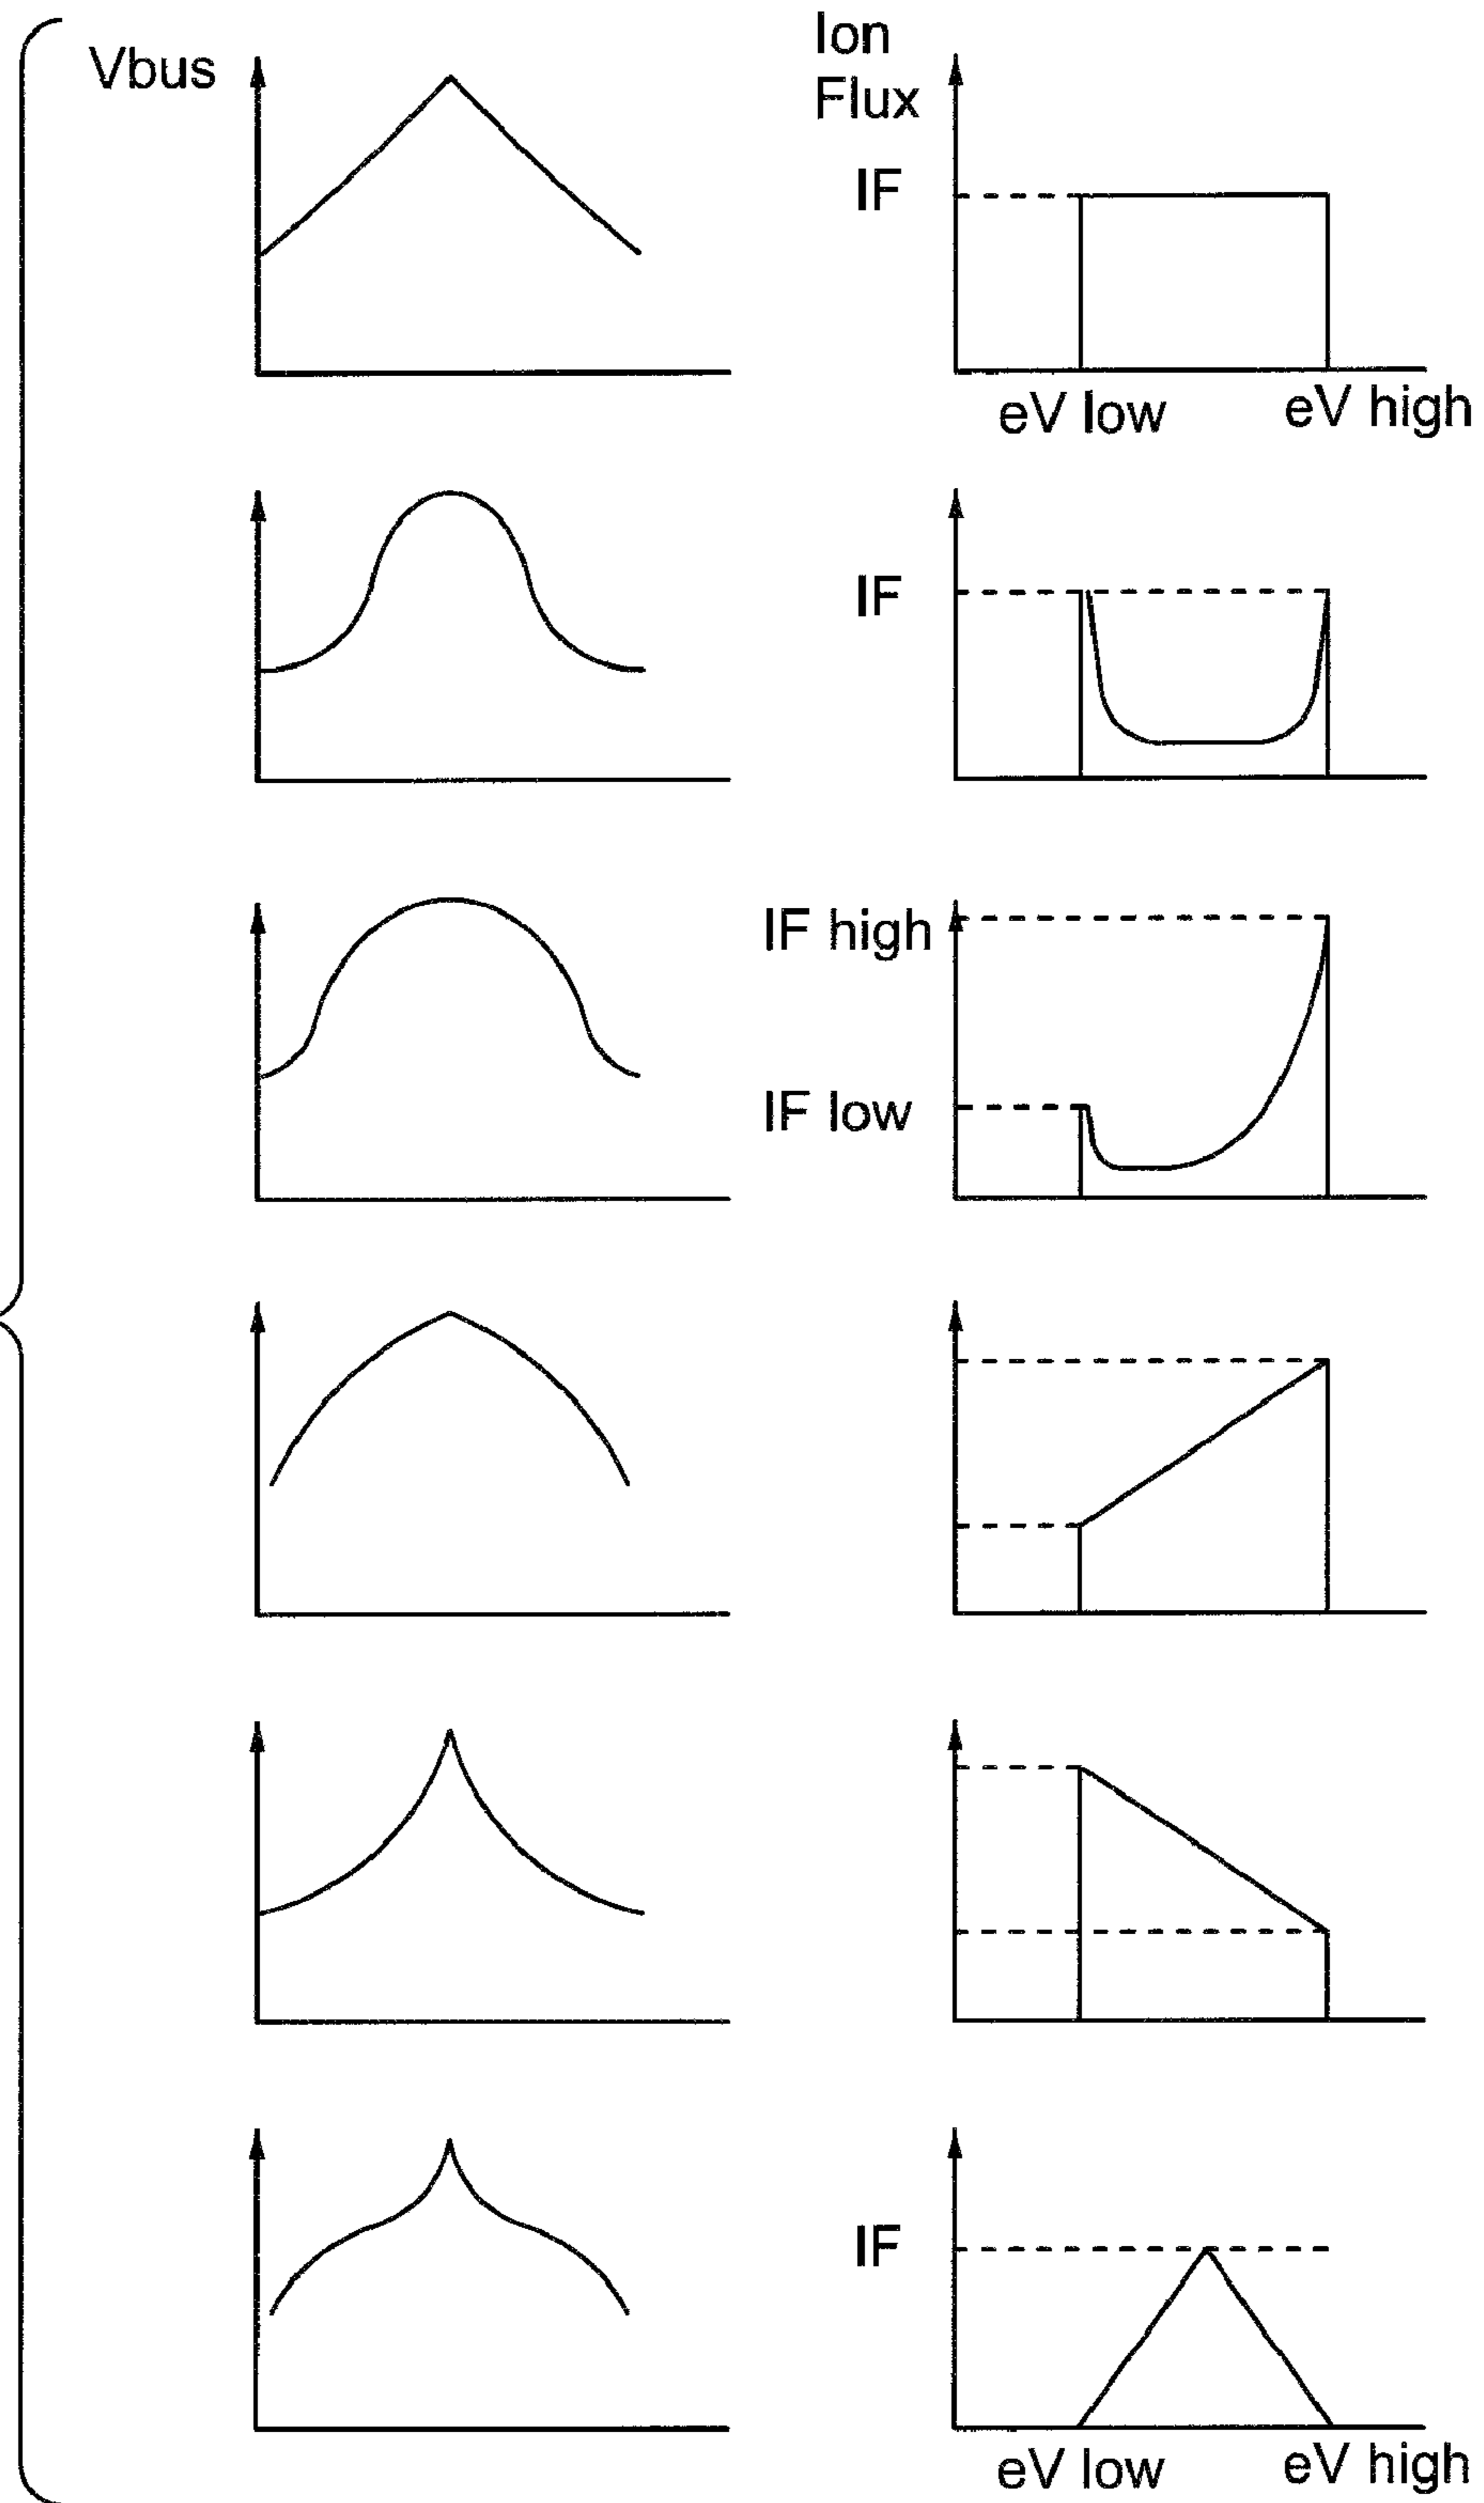 Vbus
Ion
Flux
IF
eV low
eV high
IF
IF high
IF low
IF
eV low
eV high